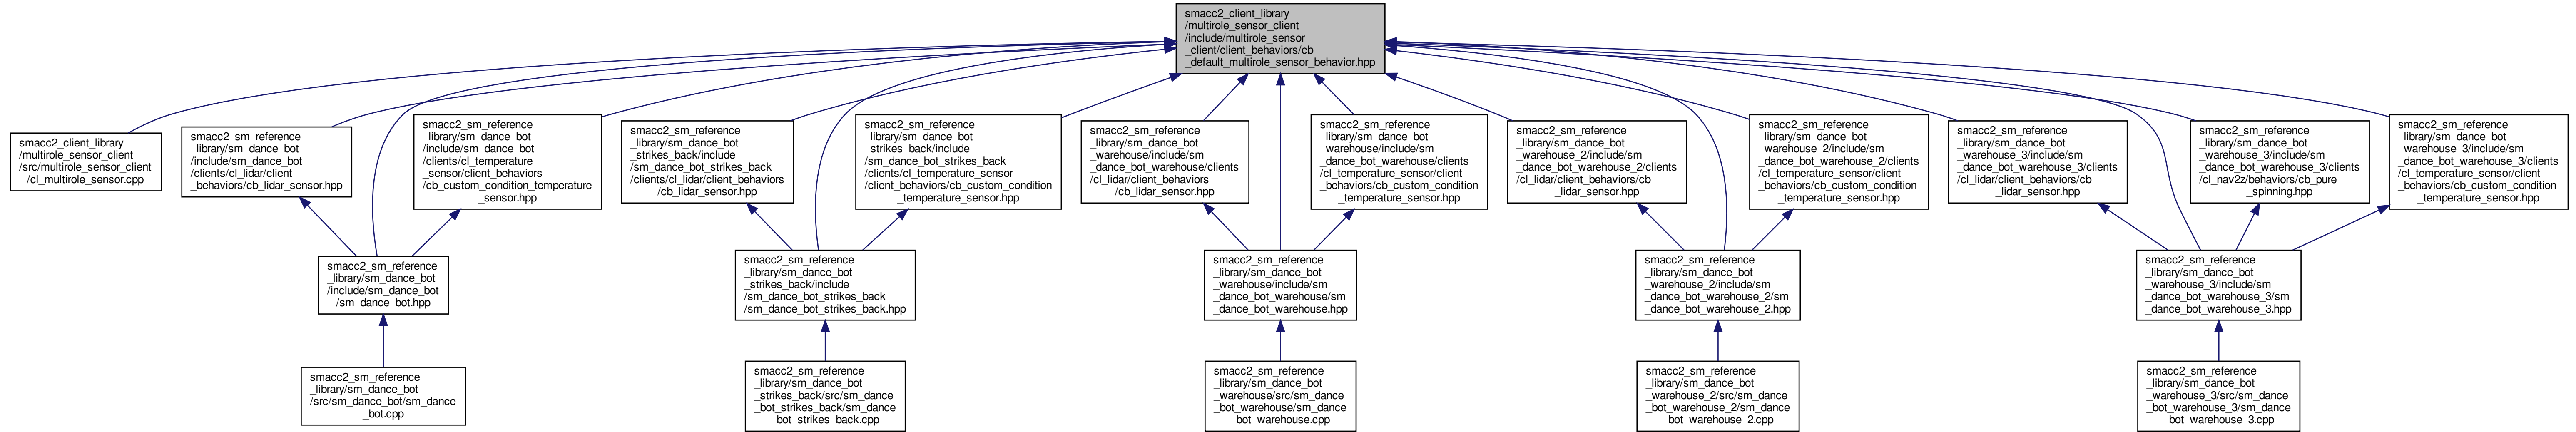 smacc2_client_library
/multirole_sensor_client
/include/multirole_sensor
_client/client_behaviors/cb
_default_multirole_sensor_behavior.hpp
smacc2_client_library
/multirole_sensor_client
/src/multirole_sensor_client
/cl_multirole_sensor.cpp
smacc2_sm_reference
_library/sm_dance_bot
/include/sm_dance_bot
/clients/cl_lidar/client
_behaviors/cb_lidar_sensor.hpp
smacc2_sm_reference
_library/sm_dance_bot
/include/sm_dance_bot
/clients/cl_temperature
_sensor/client_behaviors
/cb_custom_condition_temperature
_sensor.hpp
smacc2_sm_reference
_library/sm_dance_bot
_strikes_back/include
/sm_dance_bot_strikes_back
/clients/cl_lidar/client_behaviors
/cb_lidar_sensor.hpp
smacc2_sm_reference
_library/sm_dance_bot
_strikes_back/include
/sm_dance_bot_strikes_back
/clients/cl_temperature_sensor
/client_behaviors/cb_custom_condition
_temperature_sensor.hpp
smacc2_sm_reference
_library/sm_dance_bot
_warehouse/include/sm
_dance_bot_warehouse/clients
/cl_lidar/client_behaviors
/cb_lidar_sensor.hpp
smacc2_sm_reference
_library/sm_dance_bot
_warehouse/include/sm
_dance_bot_warehouse/clients
/cl_temperature_sensor/client
_behaviors/cb_custom_condition
_temperature_sensor.hpp
smacc2_sm_reference
_library/sm_dance_bot
_warehouse_2/include/sm
_dance_bot_warehouse_2/clients
/cl_lidar/client_behaviors/cb
_lidar_sensor.hpp
smacc2_sm_reference
_library/sm_dance_bot
_warehouse_2/include/sm
_dance_bot_warehouse_2/clients
/cl_temperature_sensor/client
_behaviors/cb_custom_condition
_temperature_sensor.hpp
smacc2_sm_reference
_library/sm_dance_bot
_warehouse_3/include/sm
_dance_bot_warehouse_3/clients
/cl_lidar/client_behaviors/cb
_lidar_sensor.hpp
smacc2_sm_reference
_library/sm_dance_bot
_warehouse_3/include/sm
_dance_bot_warehouse_3/clients
/cl_nav2z/behaviors/cb_pure
_spinning.hpp
smacc2_sm_reference
_library/sm_dance_bot
_warehouse_3/include/sm
_dance_bot_warehouse_3/clients
/cl_temperature_sensor/client
_behaviors/cb_custom_condition
_temperature_sensor.hpp
smacc2_sm_reference
_library/sm_dance_bot
/include/sm_dance_bot
/sm_dance_bot.hpp
smacc2_sm_reference
_library/sm_dance_bot
_strikes_back/include
/sm_dance_bot_strikes_back
/sm_dance_bot_strikes_back.hpp
smacc2_sm_reference
_library/sm_dance_bot
_warehouse/include/sm
_dance_bot_warehouse/sm
_dance_bot_warehouse.hpp
smacc2_sm_reference
_library/sm_dance_bot
_warehouse_2/include/sm
_dance_bot_warehouse_2/sm
_dance_bot_warehouse_2.hpp
smacc2_sm_reference
_library/sm_dance_bot
_warehouse_3/include/sm
_dance_bot_warehouse_3/sm
_dance_bot_warehouse_3.hpp
smacc2_sm_reference
_library/sm_dance_bot
/src/sm_dance_bot/sm_dance
_bot.cpp
smacc2_sm_reference
_library/sm_dance_bot
_strikes_back/src/sm_dance
_bot_strikes_back/sm_dance
_bot_strikes_back.cpp
smacc2_sm_reference
_library/sm_dance_bot
_warehouse/src/sm_dance
_bot_warehouse/sm_dance
_bot_warehouse.cpp
smacc2_sm_reference
_library/sm_dance_bot
_warehouse_2/src/sm_dance
_bot_warehouse_2/sm_dance
_bot_warehouse_2.cpp
smacc2_sm_reference
_library/sm_dance_bot
_warehouse_3/src/sm_dance
_bot_warehouse_3/sm_dance
_bot_warehouse_3.cpp